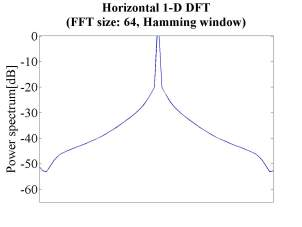 Horizontal 1-D DFT
(FFT size: 64, Hamming window)
Power spectrum[dB]
0
-10
-20
-30
-40
-50
-60